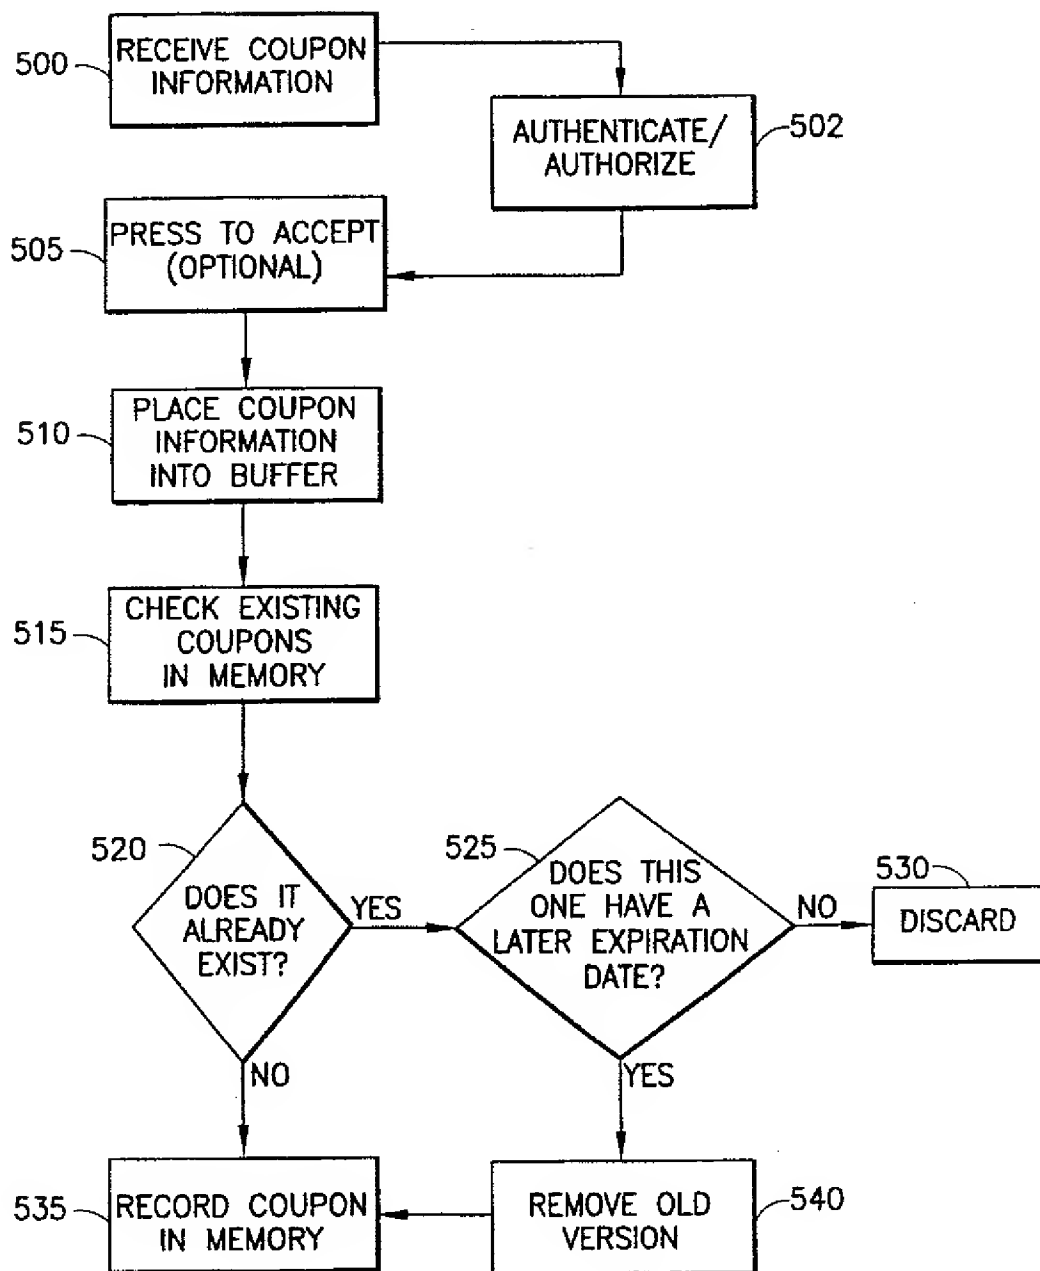 500
RECEIVE COUPON
INFORMATION
AUTHENTICATE/
AUTHORIZE
502
505
PRESS TO ACCEPT
(OPTIONAL)
510
PLACE COUPON
INFORMATION
INTO BUFFER
515
CHECK EXISTING
COUPONS
IN MEMORY
520
DOES IT
ALREADY
EXIST?
YES
NO
525
DOES THIS
ONE HAVE A
LATER EXPIRATION
DATE?
NO
YES
530
DISCARD
535
RECORD COUPON
IN MEMORY
REMOVE OLD
VERSION
540